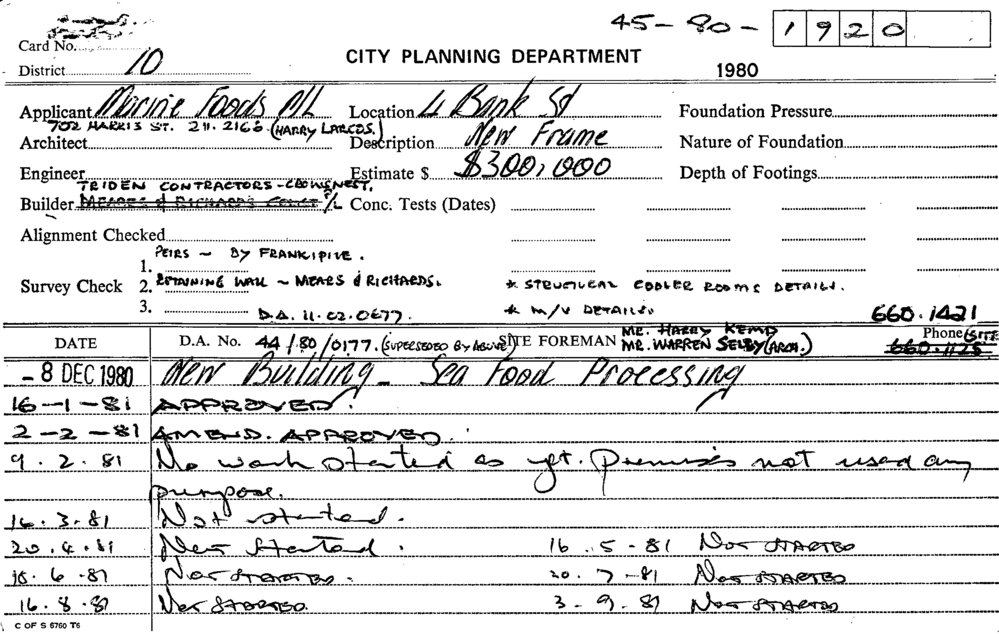 45-80-1920
Card No.
District 10
CITY PLANNING DEPARTMENT
1980
Applicant Marine Foods P/L Location 4 Bank St Foundation Pressure
702 HARRIS ST. 211.2166 (HARRY LARCOS.)
Architect Description New Frame Nature of Foundation
Engineer Estimate $ $300,000 Depth of Footings
TRIDEN CONTRACTORS - CROWSNEST.
Builder MEARES & RICHARDS CONST P/L Conc. Tests (Dates)
Alignment Checked
Survey Check 1. PEIRS ~ BY FRANKIPILE.
2. RETAINING WALL ~ MEARS & RICHARDS. * STRUCTURAL COOLER ROOMS DETAILS.
3. D.A. 11.02.0677. * M/V DETAILS 660.1421
DATE D.A. No. 44/80/0177. (SUPERSEDED BY ABOVE) SITE FOREMAN MR. HARRY KEMP Phone (SITE
MR. WARREN SELBY (ARCH.) 660.1125
- 8 DEC 1980 New Building - Sea Food Processing
16-1-81 APPROVED.
2-2-81 AMEND. APPROVED.
9.2.81 No work started as yet. Premises not used any
purpose.
16.3.81 Not started.
20.4.81 Not Started. 16.5-81 Not STARTED
18.6-81 Not STARTED. 20.7-81 Not STARTED
16.8.81 Not STARTED. 3-9.81 Not STARTED
C OF S 6760 T6